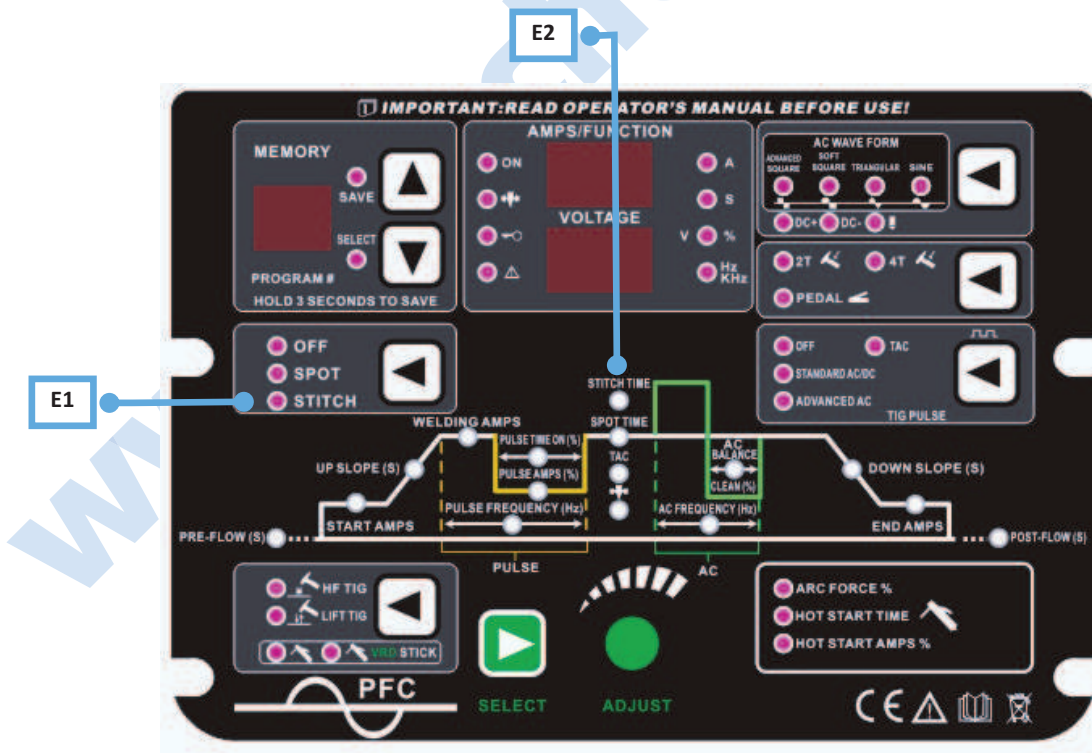 E2
E1
IMPORTANT:READ OPERATOR'S MANUAL BEFORE USE!
MEMORY
SAVE
SELECT
PROGRAM #
HOLD 3 SECONDS TO SAVE
AMPS/FUNCTION
ON
A
S
VOLTAGE
V
%
Hz
KHz
AC WAVE FORM
ADVANCED
SQUARE
SOFT
SQUARE
TRIANGULAR
SINE
DC+
DC-
2T
4T
PEDAL
OFF
SPOT
STITCH
OFF
TAC
STANDARD AC/DC
ADVANCED AC
TIG PULSE
STITCH TIME
WELDING AMPS
SPOT TIME
PULSE TIME ON (%)
AC
BALANCE
UP SLOPE (S)
TAC
DOWN SLOPE (S)
PULSE AMPS (%)
CLEAN (%)
PULSE FREQUENCY (Hz)
AC FREQUENCY (Hz)
START AMPS
END AMPS
PRE-FLOW (S)
POST-FLOW (S)
PULSE
AC
HF TIG
LIFT TIG
VRD STICK
ARC FORCE %
HOT START TIME
HOT START AMPS %
PFC
SELECT
ADJUST
CE